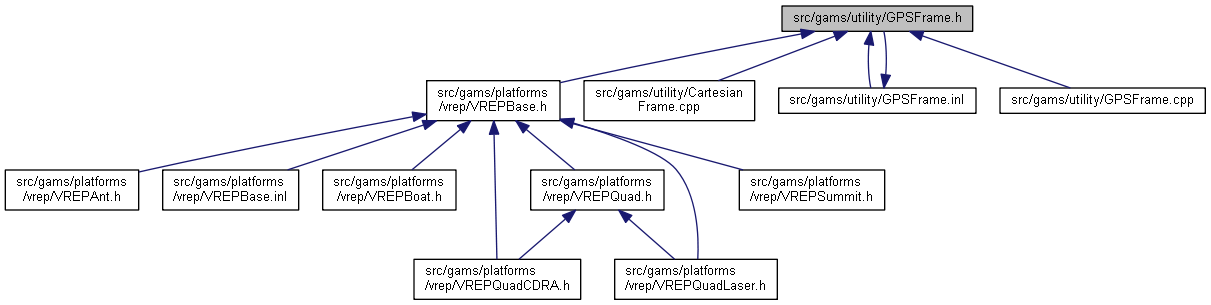 src/gams/utility/GPSFrame.h
src/gams/platforms
/vrep/VREPBase.h
src/gams/utility/Cartesian
Frame.cpp
src/gams/utility/GPSFrame.inl
src/gams/utility/GPSFrame.cpp
src/gams/platforms
/vrep/VREPAnt.h
src/gams/platforms
/vrep/VREPBase.inl
src/gams/platforms
/vrep/VREPBoat.h
src/gams/platforms
/vrep/VREPQuad.h
src/gams/platforms
/vrep/VREPSummit.h
src/gams/platforms
/vrep/VREPQuadCDRA.h
src/gams/platforms
/vrep/VREPQuadLaser.h